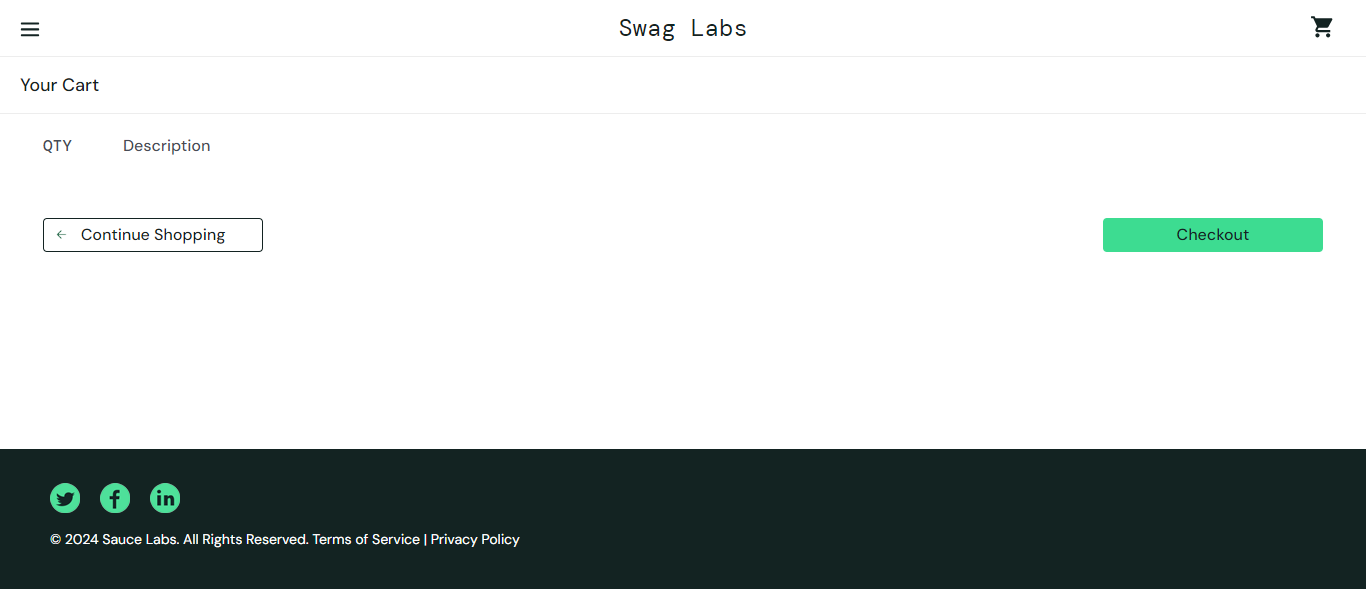 Swag Labs
Your Cart
QTY Description
Continue Shopping Checkout
© 2024 Sauce Labs. All Rights Reserved. Terms of Service | Privacy Policy